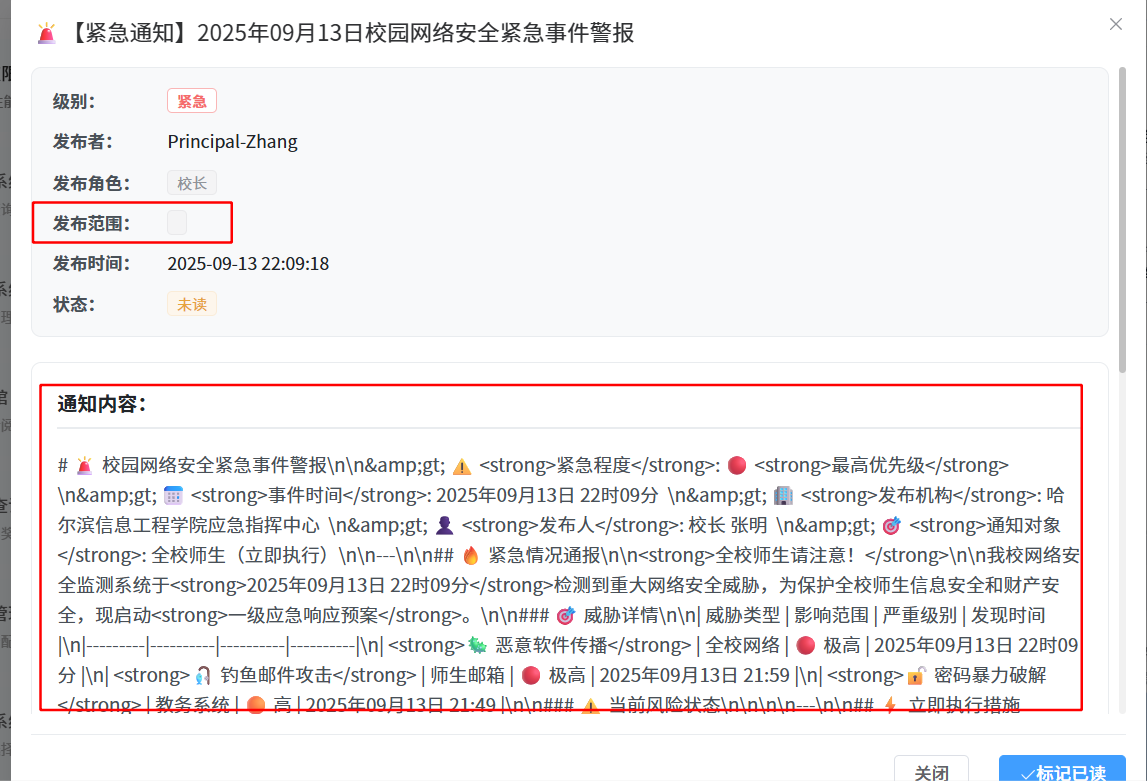 🚨 【紧急通知】2025年09月13日校园网络安全紧急事件警报
级别： 紧急
发布者： Principal-Zhang
发布角色： 校长
发布范围：
发布时间： 2025-09-13 22:09:18
状态： 未读
通知内容：
# 🚨 校园网络安全紧急事件警报\n\n&amp;gt; ⚠️ <strong>紧急程度</strong>: 🔴 <strong>最高优先级</strong>
\n&amp;gt; 📅 <strong>事件时间</strong>: 2025年09月13日 22时09分 \n&amp;gt; 🏢 <strong>发布机构</strong>: 哈
尔滨信息工程学院应急指挥中心 \n&amp;gt; 👤 <strong>发布人</strong>: 校长 张明 \n&amp;gt; 🎯 <strong>通知对象
</strong>: 全校师生（立即执行）\n\n---\n\n## 🔥 紧急情况通报\n\n<strong>全校师生请注意！</strong>\n\n我校网络安
全监测系统于<strong>2025年09月13日 22时09分</strong>检测到重大网络安全威胁，为保护全校师生信息安全和财产安
全，现启动<strong>一级应急响应预案</strong>。\n\n### 🎯 威胁详情\n\n| 威胁类型 | 影响范围 | 严重级别 | 发现时间
|\n|---------|---------|---------|---------|\n| <strong>🦠 恶意软件传播</strong> | 全校网络 | 🔴 极高 | 2025年09月13日 22时09
分 |\n| <strong>🎣 钓鱼邮件攻击</strong> | 师生邮箱 | 🔴 极高 | 2025年09月13日 21:59 |\n| <strong>🔓 密码暴力破解
</strong> | 教务系统 | 🟠 高 | 2025年09月13日 21:49 |\n\n### ⚠️ 当前风险状态\n\n\n\n---\n\n## ⚡ 立即执行措施
关闭
✓标记已读